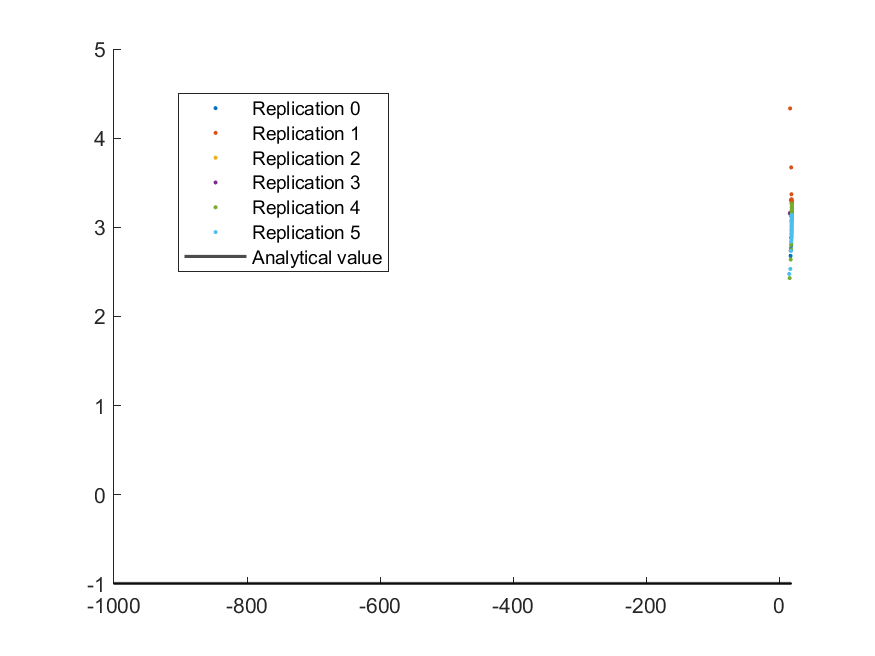 5
4
3
2
1
0
-1
Replication 0
Replication 1
Replication 2
Replication 3
Replication 4
Replication 5
Analytical value
-1000 -800 -600 -400 -200 0